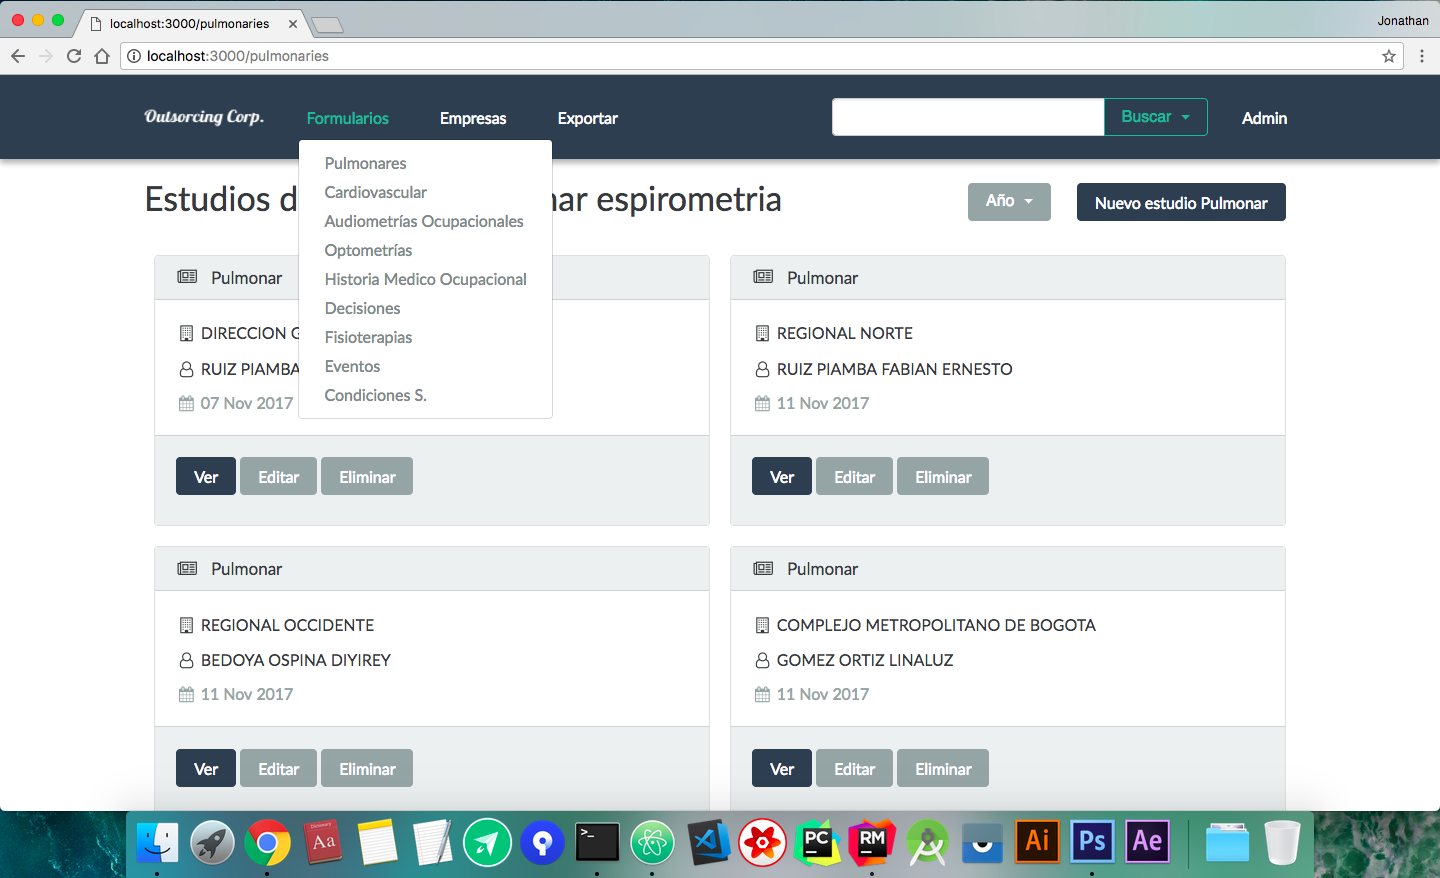 localhost:3000/pulmonaries
Jonathan
localhost:3000/pulmonaries
Outsorcing Corp.
Formularios
Empresas
Exportar
Buscar
Admin
Pulmonares
Cardiovascular
Audiometrías Ocupacionales
Optometrías
Historia Medico Ocupacional
Decisiones
Fisioterapias
Eventos
Condiciones S.
Estudios d
nar espirometria
Año
Nuevo estudio Pulmonar
Pulmonar
DIRECCION G
RUIZ PIAMBA
07 Nov 2017
Ver Editar Eliminar
Pulmonar
REGIONAL NORTE
RUIZ PIAMBA FABIAN ERNESTO
11 Nov 2017
Ver Editar Eliminar
Pulmonar
REGIONAL OCCIDENTE
BEDOYA OSPINA DIYIREY
11 Nov 2017
Ver Editar Eliminar
Pulmonar
COMPLEJO METROPOLITANO DE BOGOTA
GOMEZ ORTIZ LINALUZ
11 Nov 2017
Ver Editar Eliminar
Aa
>_
PC
RM
Ai
Ps
Ae